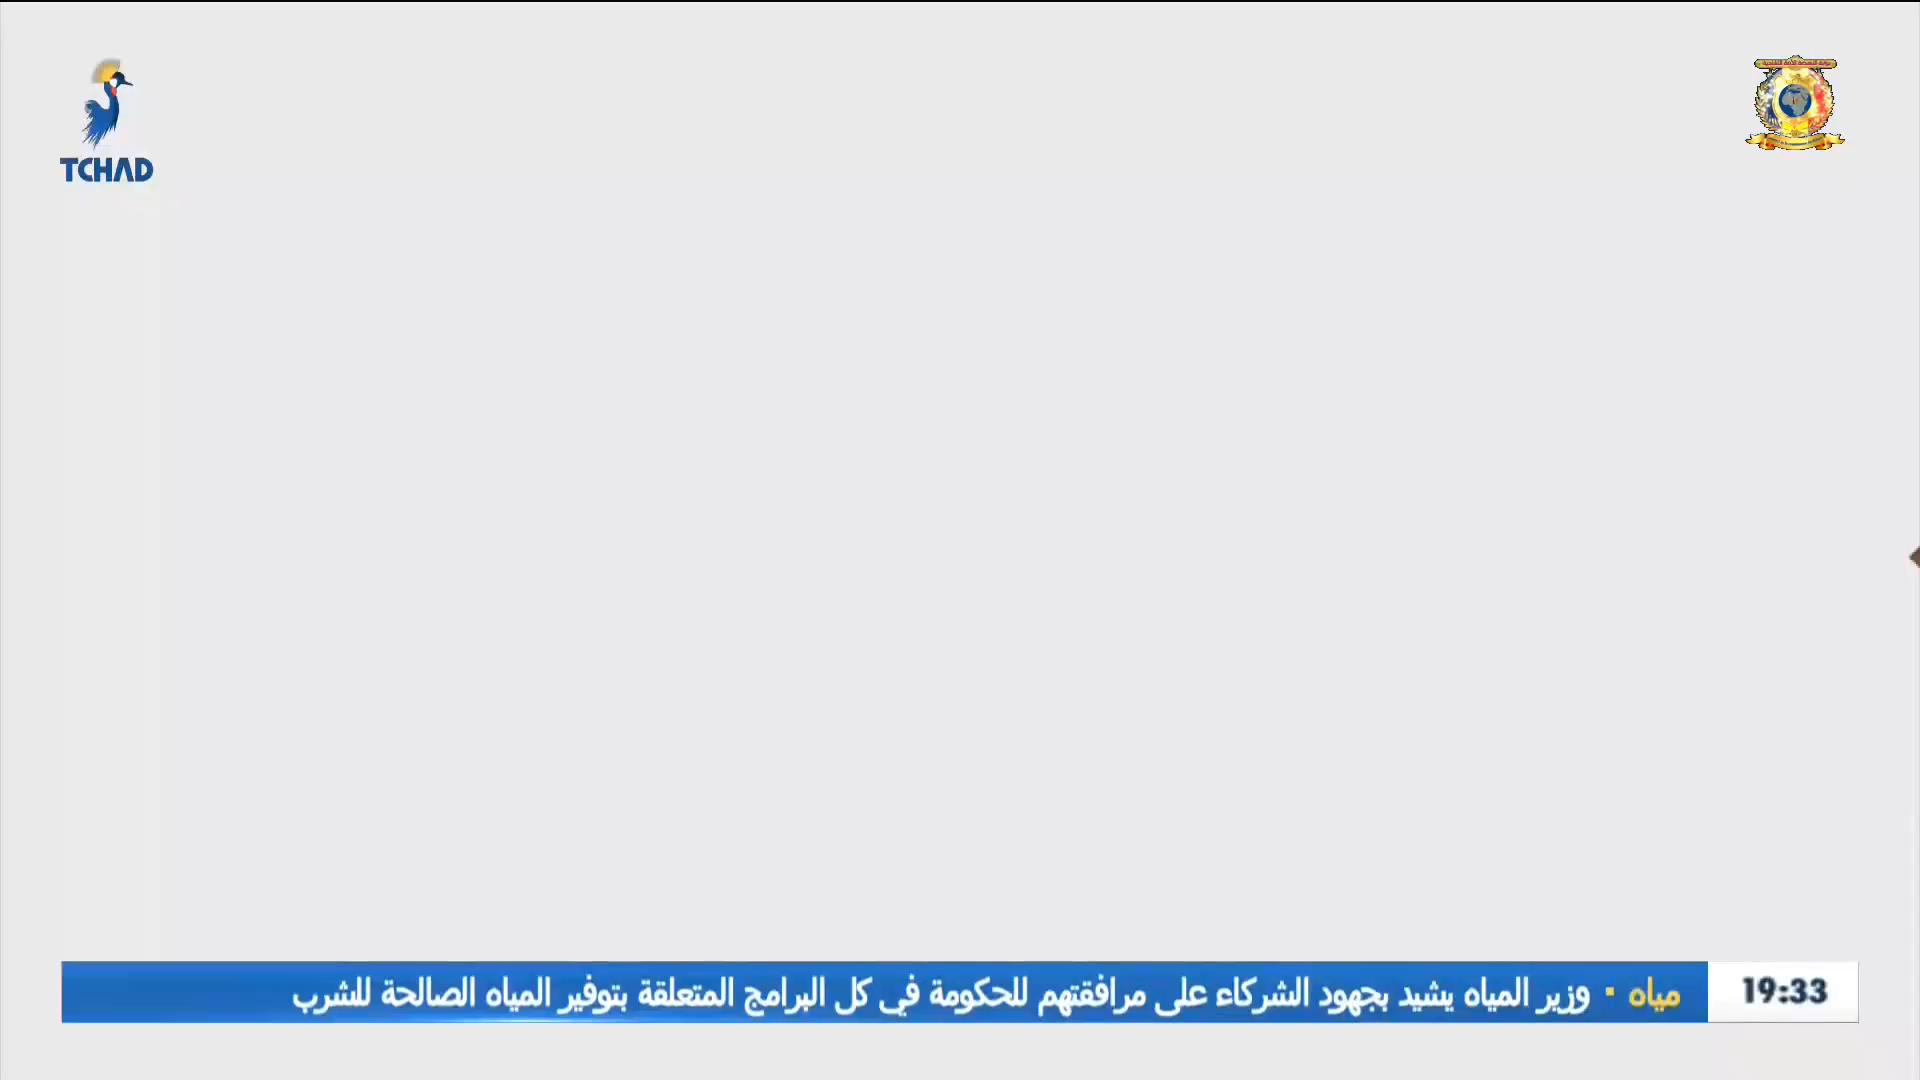 TCHAD
مياه · وزير المياه يشيد بجهود الشركاء على مرافقتهم للحكومة في كل البرامج المتعلقة بتوفير المياه الصالحة للشرب
19:33